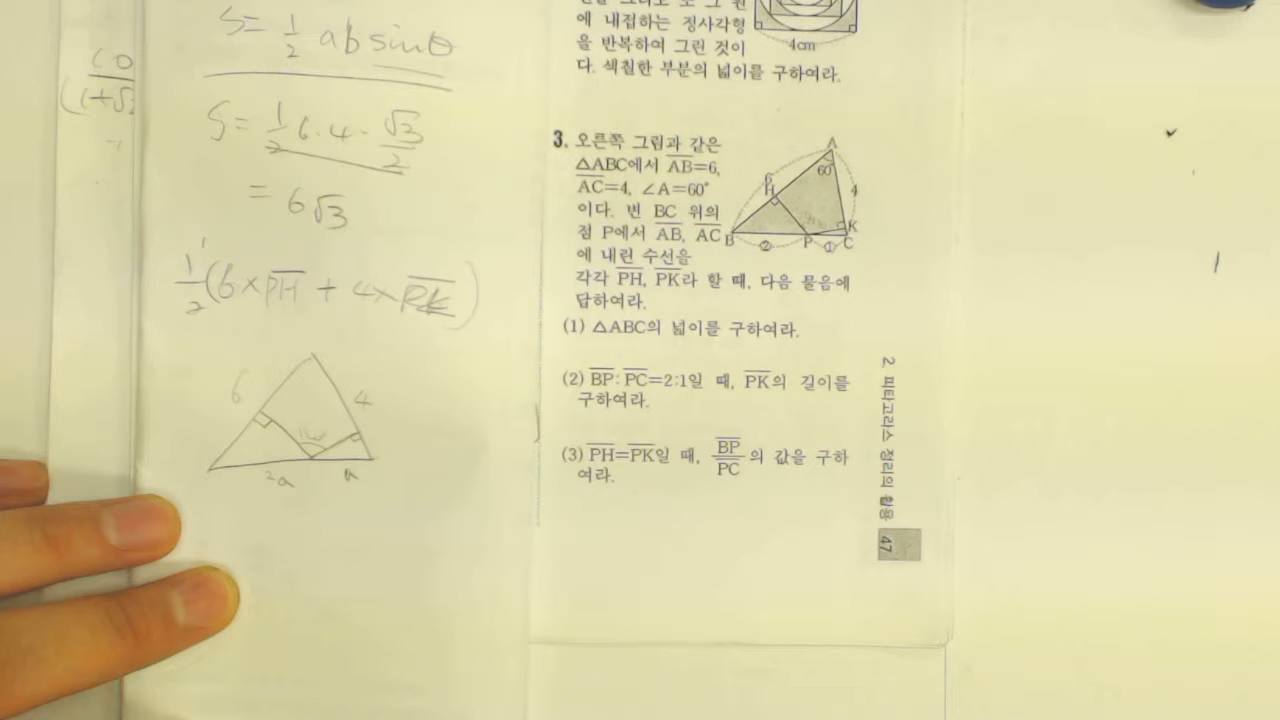 S = 1/2 ab sinθ
S = 1/2 6·4·√3/2
= 6√3
1/2 (6×PH + 4×PK)
6
4
2a
a
에 내접하는 정사각형
을 반복하여 그린 것이
다. 색칠한 부분의 넓이를 구하여라.
4cm
3. 오른쪽 그림과 같은
△ABC에서 AB=6,
AC=4, ∠A=60°
이다. 변 BC 위의
점 P에서 AB, AC
에 내린 수선을
각각 PH, PK라 할 때, 다음 물음에
답하여라.
A
60°
6
H
4
K
B
②
P
①
C
(1) △ABC의 넓이를 구하여라.
(2) BP:PC=2:1일 때, PK의 길이를
구하여라.
(3) PH=PK일 때, BP/PC의 값을 구하
여라.
2 피타고라스 정리의 활용
47